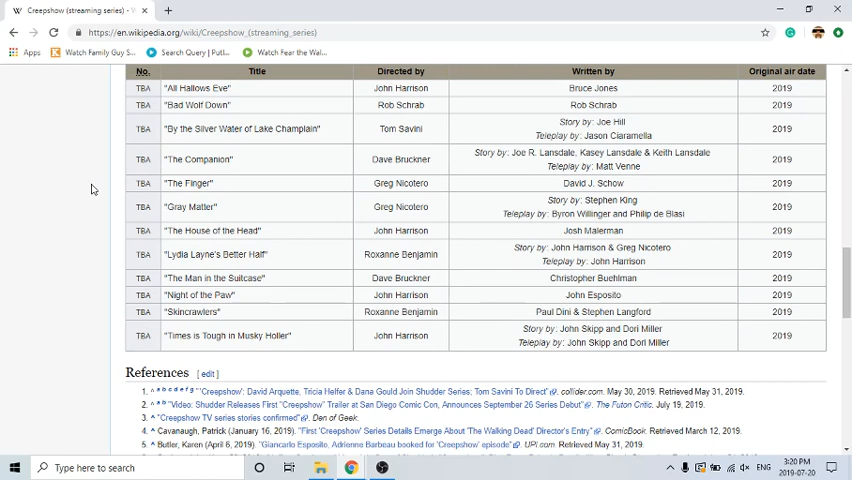 Creepshow (streaming series) - W
https://en.wikipedia.org/wiki/Creepshow_(streaming_series)
Apps Watch Family Guy S... Search Query | Putl... Watch Fear the Wal...
No. Title Directed by Written by Original air date
TBA "All Hallows Eve" John Harrison Bruce Jones 2019
TBA "Bad Wolf Down" Rob Schrab Rob Schrab 2019
TBA "By the Silver Water of Lake Champlain" Tom Savini Story by: Joe Hill 2019
Teleplay by: Jason Ciaramella
TBA "The Companion" Dave Bruckner Story by: Joe R. Lansdale, Kasey Lansdale & Keith Lansdale 2019
Teleplay by: Matt Venne
TBA "The Finger" Greg Nicotero David J. Schow 2019
TBA "Gray Matter" Greg Nicotero Story by: Stephen King 2019
Teleplay by: Byron Willinger and Philip de Blasi
TBA "The House of the Head" John Harrison Josh Malerman 2019
TBA "Lydia Layne's Better Half" Roxanne Benjamin Story by: John Harrison & Greg Nicotero 2019
Teleplay by: John Harrison
TBA "The Man in the Suitcase" Dave Bruckner Christopher Buehlman 2019
TBA "Night of the Paw" John Harrison John Esposito 2019
TBA "Skincrawlers" Roxanne Benjamin Paul Dini & Stephen Langford 2019
TBA "Times is Tough in Musky Holler" John Harrison Story by: John Skipp and Dori Miller 2019
Teleplay by: John Skipp and Dori Miller
References [ edit ]
1. ^ a b c d e f g "'Creepshow': David Arquette, Tricia Helfer & Dana Gould Join Shudder Series; Tom Savini To Direct". collider.com. May 30, 2019. Retrieved May 31, 2019.
2. ^ a b "Video: Shudder Releases First "Creepshow" Trailer at San Diego Comic Con, Announces September 26 Series Debut". The Futon Critic. July 19, 2019.
3. ^ "Creepshow TV series stories confirmed". Den of Geek.
4. ^ Cavanaugh, Patrick (January 16, 2019). "First 'Creepshow' Series Details Emerge About 'The Walking Dead' Director's Entry". ComicBook. Retrieved March 12, 2019.
5. ^ Butler, Karen (April 6, 2019). "Giancarlo Esposito, Adrienne Barbeau booked for 'Creepshow' episode". UPI.com. Retrieved May 31, 2019.
Type here to search ENG 3:20 PM
2019-07-20